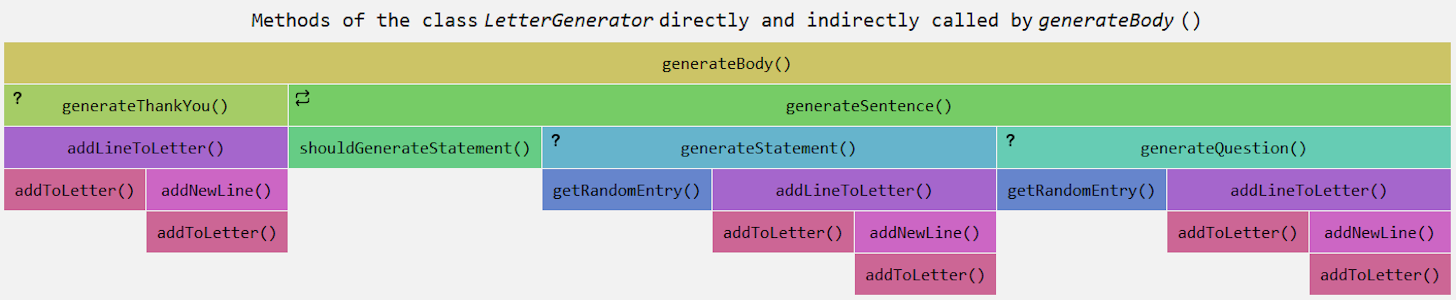 Methods of the class LetterGenerator directly and indirectly called by generateBody ()
generateBody()
? generateThankYou() generateSentence()
addLineToLetter() shouldGenerateStatement() ? generateStatement() ? generateQuestion()
addToLetter() addNewLine() getRandomEntry() addLineToLetter() getRandomEntry() addLineToLetter()
addToLetter() addToLetter() addNewLine() addToLetter() addNewLine()
addToLetter() addToLetter()